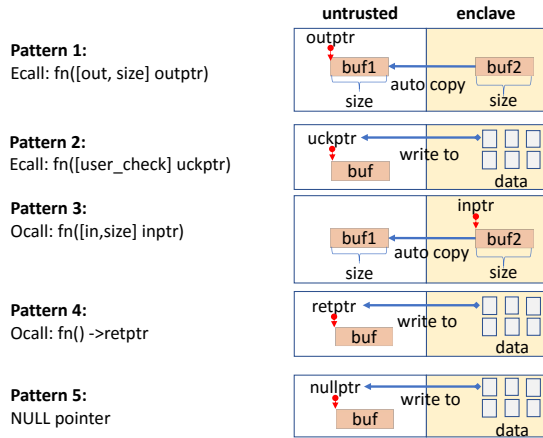 untrusted enclave
Pattern 1:
Ecall: fn([out, size] outptr)
outptr
buf1 buf2
auto copy
size size
Pattern 2:
Ecall: fn([user_check] uckptr)
uckptr
write to
buf
data
Pattern 3:
Ocall: fn([in,size] inptr)
inptr
buf1 buf2
auto copy
size size
Pattern 4:
Ocall: fn() ->retptr
retptr
write to
buf
data
Pattern 5:
NULL pointer
nullptr
write to
buf
data